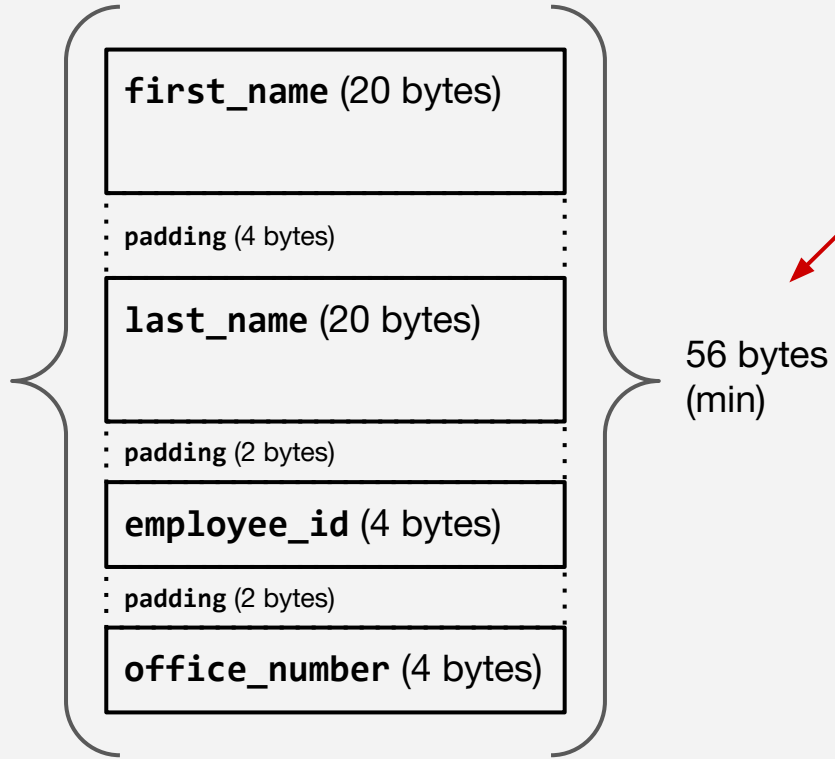 first_name (20 bytes)
padding (4 bytes)
last_name (20 bytes)
padding (2 bytes)
employee_id (4 bytes)
padding (2 bytes)
office_number (4 bytes)
56 bytes
(min)